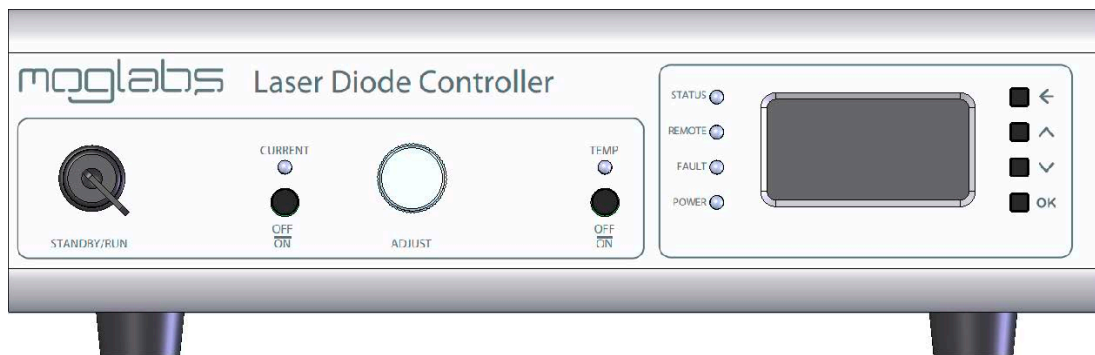 moglabs Laser Diode Controller
STANDBY/RUN
CURRENT
OFF
ON
ADJUST
TEMP
OFF
ON
STATUS
REMOTE
FAULT
POWER
OK